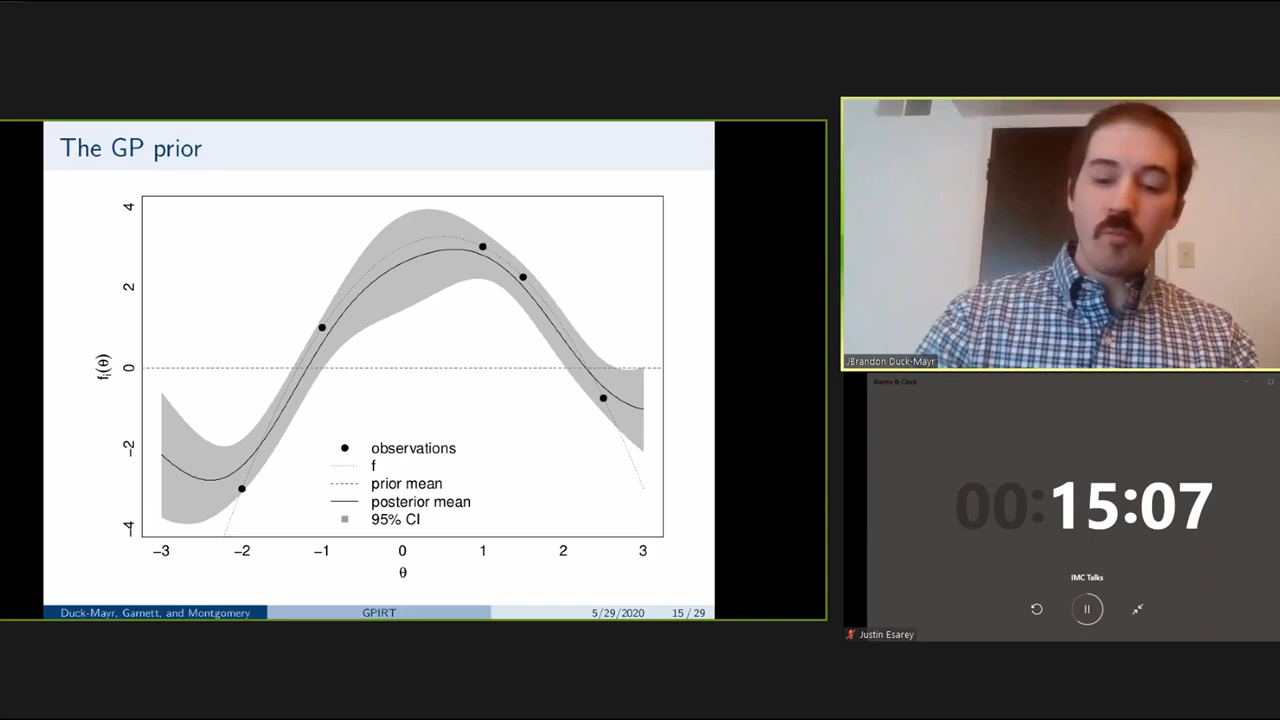 The GP prior
4
2
0
−2
−4
fi(θ)
observations
f
prior mean
posterior mean
95% CI
−3 −2 −1 0 1 2 3
θ
Duck-Mayr, Garnett, and Montgomery GPIRT 5/29/2020 15 / 29
JBrandon Duck-Mayr
Alarms & Clock
00:15:07
IMC Talks
Justin Esarey